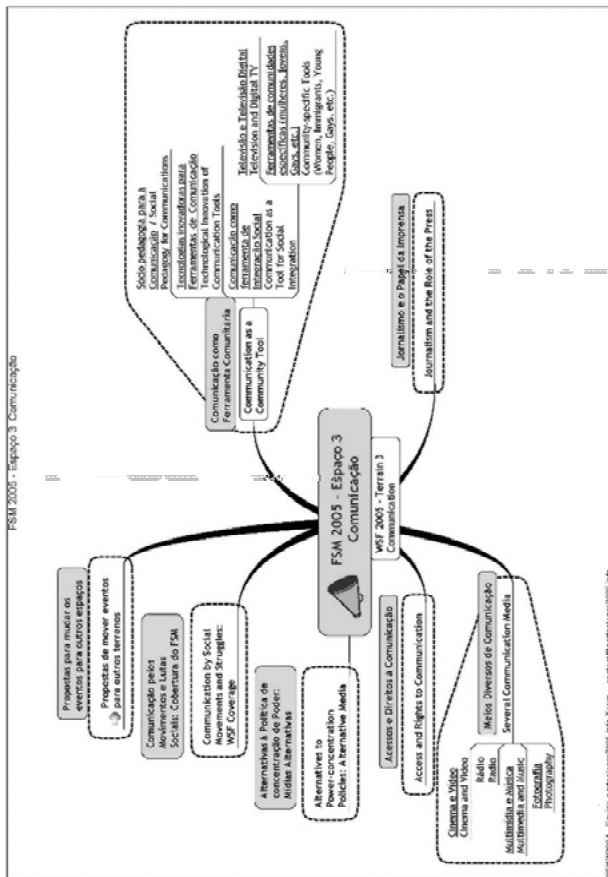 FSM 2005 - Espaço 3 Comunicação
FSM 2005 - Espaço 3
Comunicação
WSF 2005 - Terrain 3
Communication
Propostas para mudar os
eventos para outros espaços
Propostas de mover eventos
para outros terrenos
Comunicação pelos
Movimentos e Lutas
Sociais: Cobertura do FSM
Communication by Social
Movements and Struggles:
WSF Coverage
Alternativas à Política de
concentração de Poder:
Mídias Alternativas
Alternatives to
Power-concentration
Policies: Alternative Media
Acessos e Direitos à Comunicação
Access and Rights to Communication
Meios Diversos de Comunicação
Several Communication Media
Cinema e Vídeo
Cinema and Video
Rádio
Radio
Multimídia e Musica
Multimedia and Music
Fotografia
Photography
Comunicação como
Ferramenta Comunitária
Communication as a
Community Tool
Sócio pedagogia para a
Comunicação / Social
Pedagogy for Communications
Tecnologias inovadoras para
Ferramentas de Comunicação
Technological Innovation of
Communication Tools
Comunicação como
ferramenta de
Integração Social
Communication as a
Tool for Social
Integration
Televisão e Televisão Digital
Television and Digital TV
Ferramentas de comunidades
específicas (mulheres, jovens,
Gays, etc.)
Community-specific Tools
(Women, Immigrants, Young
People, Gays, etc.)
Jornalismo e o Papel da Imprensa
Journalism and the Role of the Press